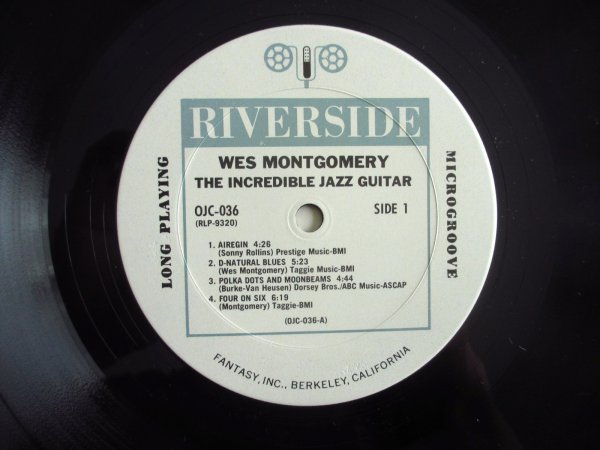 RIVERSIDE
WES MONTGOMERY
THE INCREDIBLE JAZZ GUITAR
OJC-036
(RLP-9320)
SIDE 1
1. AIREGIN 4:26
(Sonny Rollins) Prestige Music-BMI
2. D-NATURAL BLUES 5:23
(Wes Montgomery) Taggie Music-BMI
3. POLKA DOTS AND MOONBEAMS 4:44
(Burke-Van Heusen) Dorsey Bros./ABC Music-ASCAP
4. FOUR ON SIX 6:19
(Montgomery) Taggie-BMI
(OJC-036-A)
LONG PLAYING
MICROGROOVE
FANTASY, INC., BERKELEY, CALIFORNIA